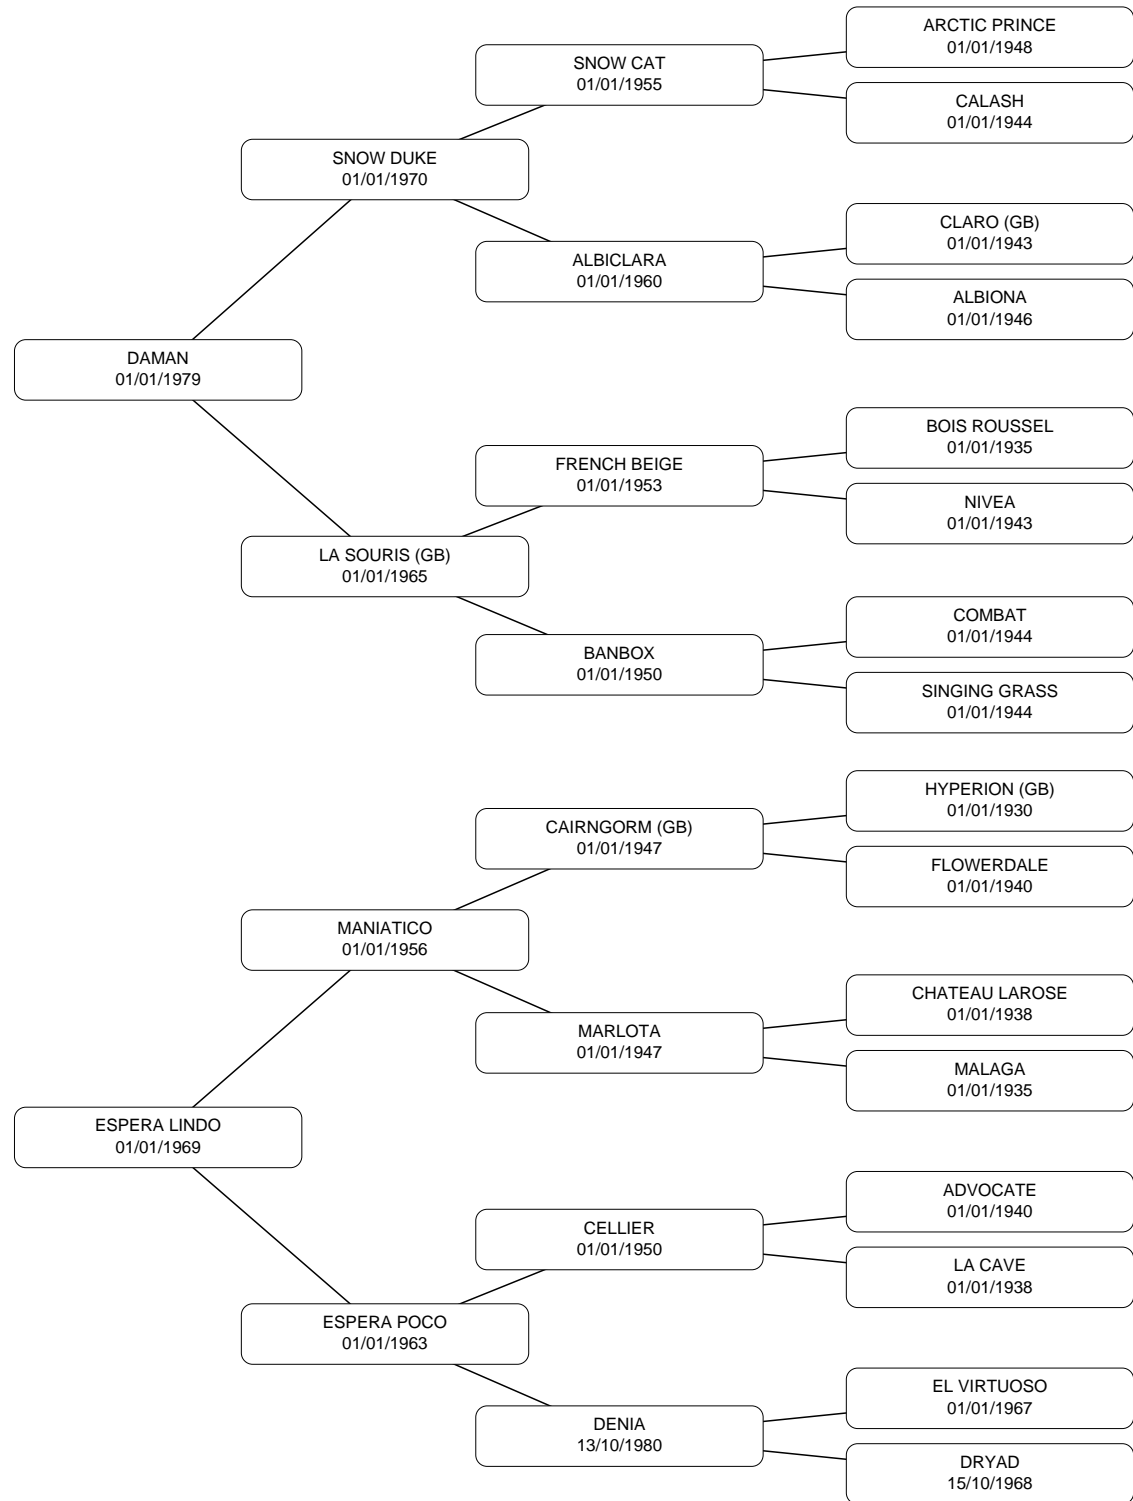 ARCTIC PRINCE
01/01/1948
SNOW CAT
01/01/1955
CALASH
01/01/1944
SNOW DUKE
01/01/1970
CLARO (GB)
01/01/1943
ALBICLARA
01/01/1960
ALBIONA
01/01/1946
DAMAN
01/01/1979
BOIS ROUSSEL
01/01/1935
FRENCH BEIGE
01/01/1953
NIVEA
01/01/1943
LA SOURIS (GB)
01/01/1965
COMBAT
01/01/1944
BANBOX
01/01/1950
SINGING GRASS
01/01/1944
HYPERION (GB)
01/01/1930
CAIRNGORM (GB)
01/01/1947
FLOWERDALE
01/01/1940
MANIATICO
01/01/1956
CHATEAU LAROSE
01/01/1938
MARLOTA
01/01/1947
MALAGA
01/01/1935
ESPERA LINDO
01/01/1969
ADVOCATE
01/01/1940
CELLIER
01/01/1950
LA CAVE
01/01/1938
ESPERA POCO
01/01/1963
EL VIRTUOSO
01/01/1967
DENIA
13/10/1980
DRYAD
15/10/1968